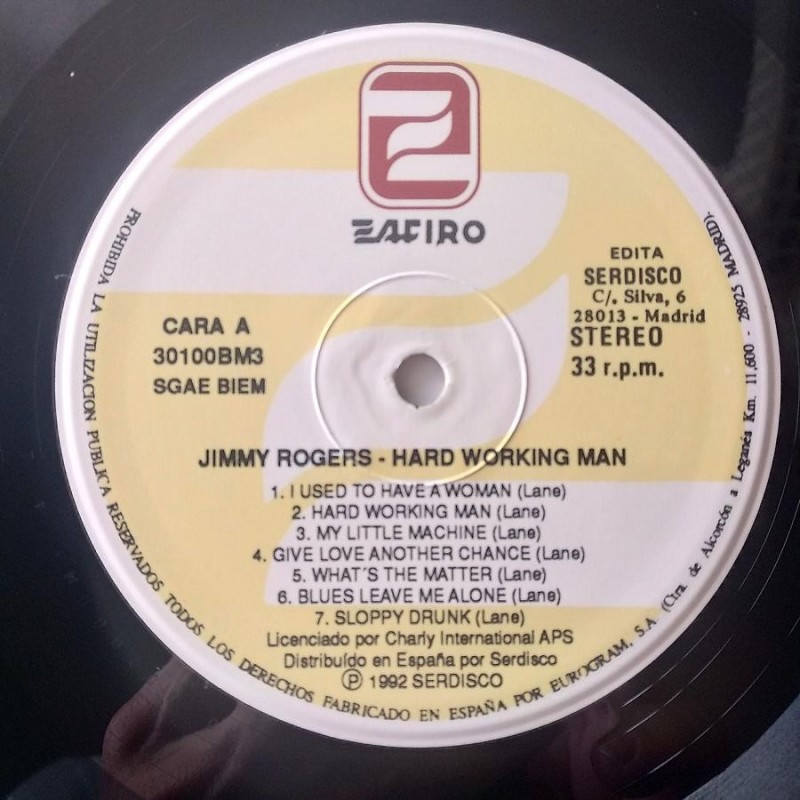 ZAFIRO
EDITA
SERDISCO
C/. Silva, 6
28013 - Madrid
STEREO
33 r.p.m.
CARA A
30100BM3
SGAE BIEM
JIMMY ROGERS - HARD WORKING MAN
1. I USED TO HAVE A WOMAN (Lane)
2. HARD WORKING MAN (Lane)
3. MY LITTLE MACHINE (Lane)
4. GIVE LOVE ANOTHER CHANCE (Lane)
5. WHAT´S THE MATTER (Lane)
6. BLUES LEAVE ME ALONE (Lane)
7. SLOPPY DRUNK (Lane)
Licenciado por Charly International APS
Distribuído en España por Serdisco
Ⓟ 1992 SERDISCO
PROHIBIDA LA UTILIZACION PUBLICA RESERVADOS TODOS LOS DERECHOS FABRICADO EN ESPAÑA POR EUROGRAM, S.A. (Ctra. de Alcorcón a Leganés Km. 11,600 - 28925 MADRID).